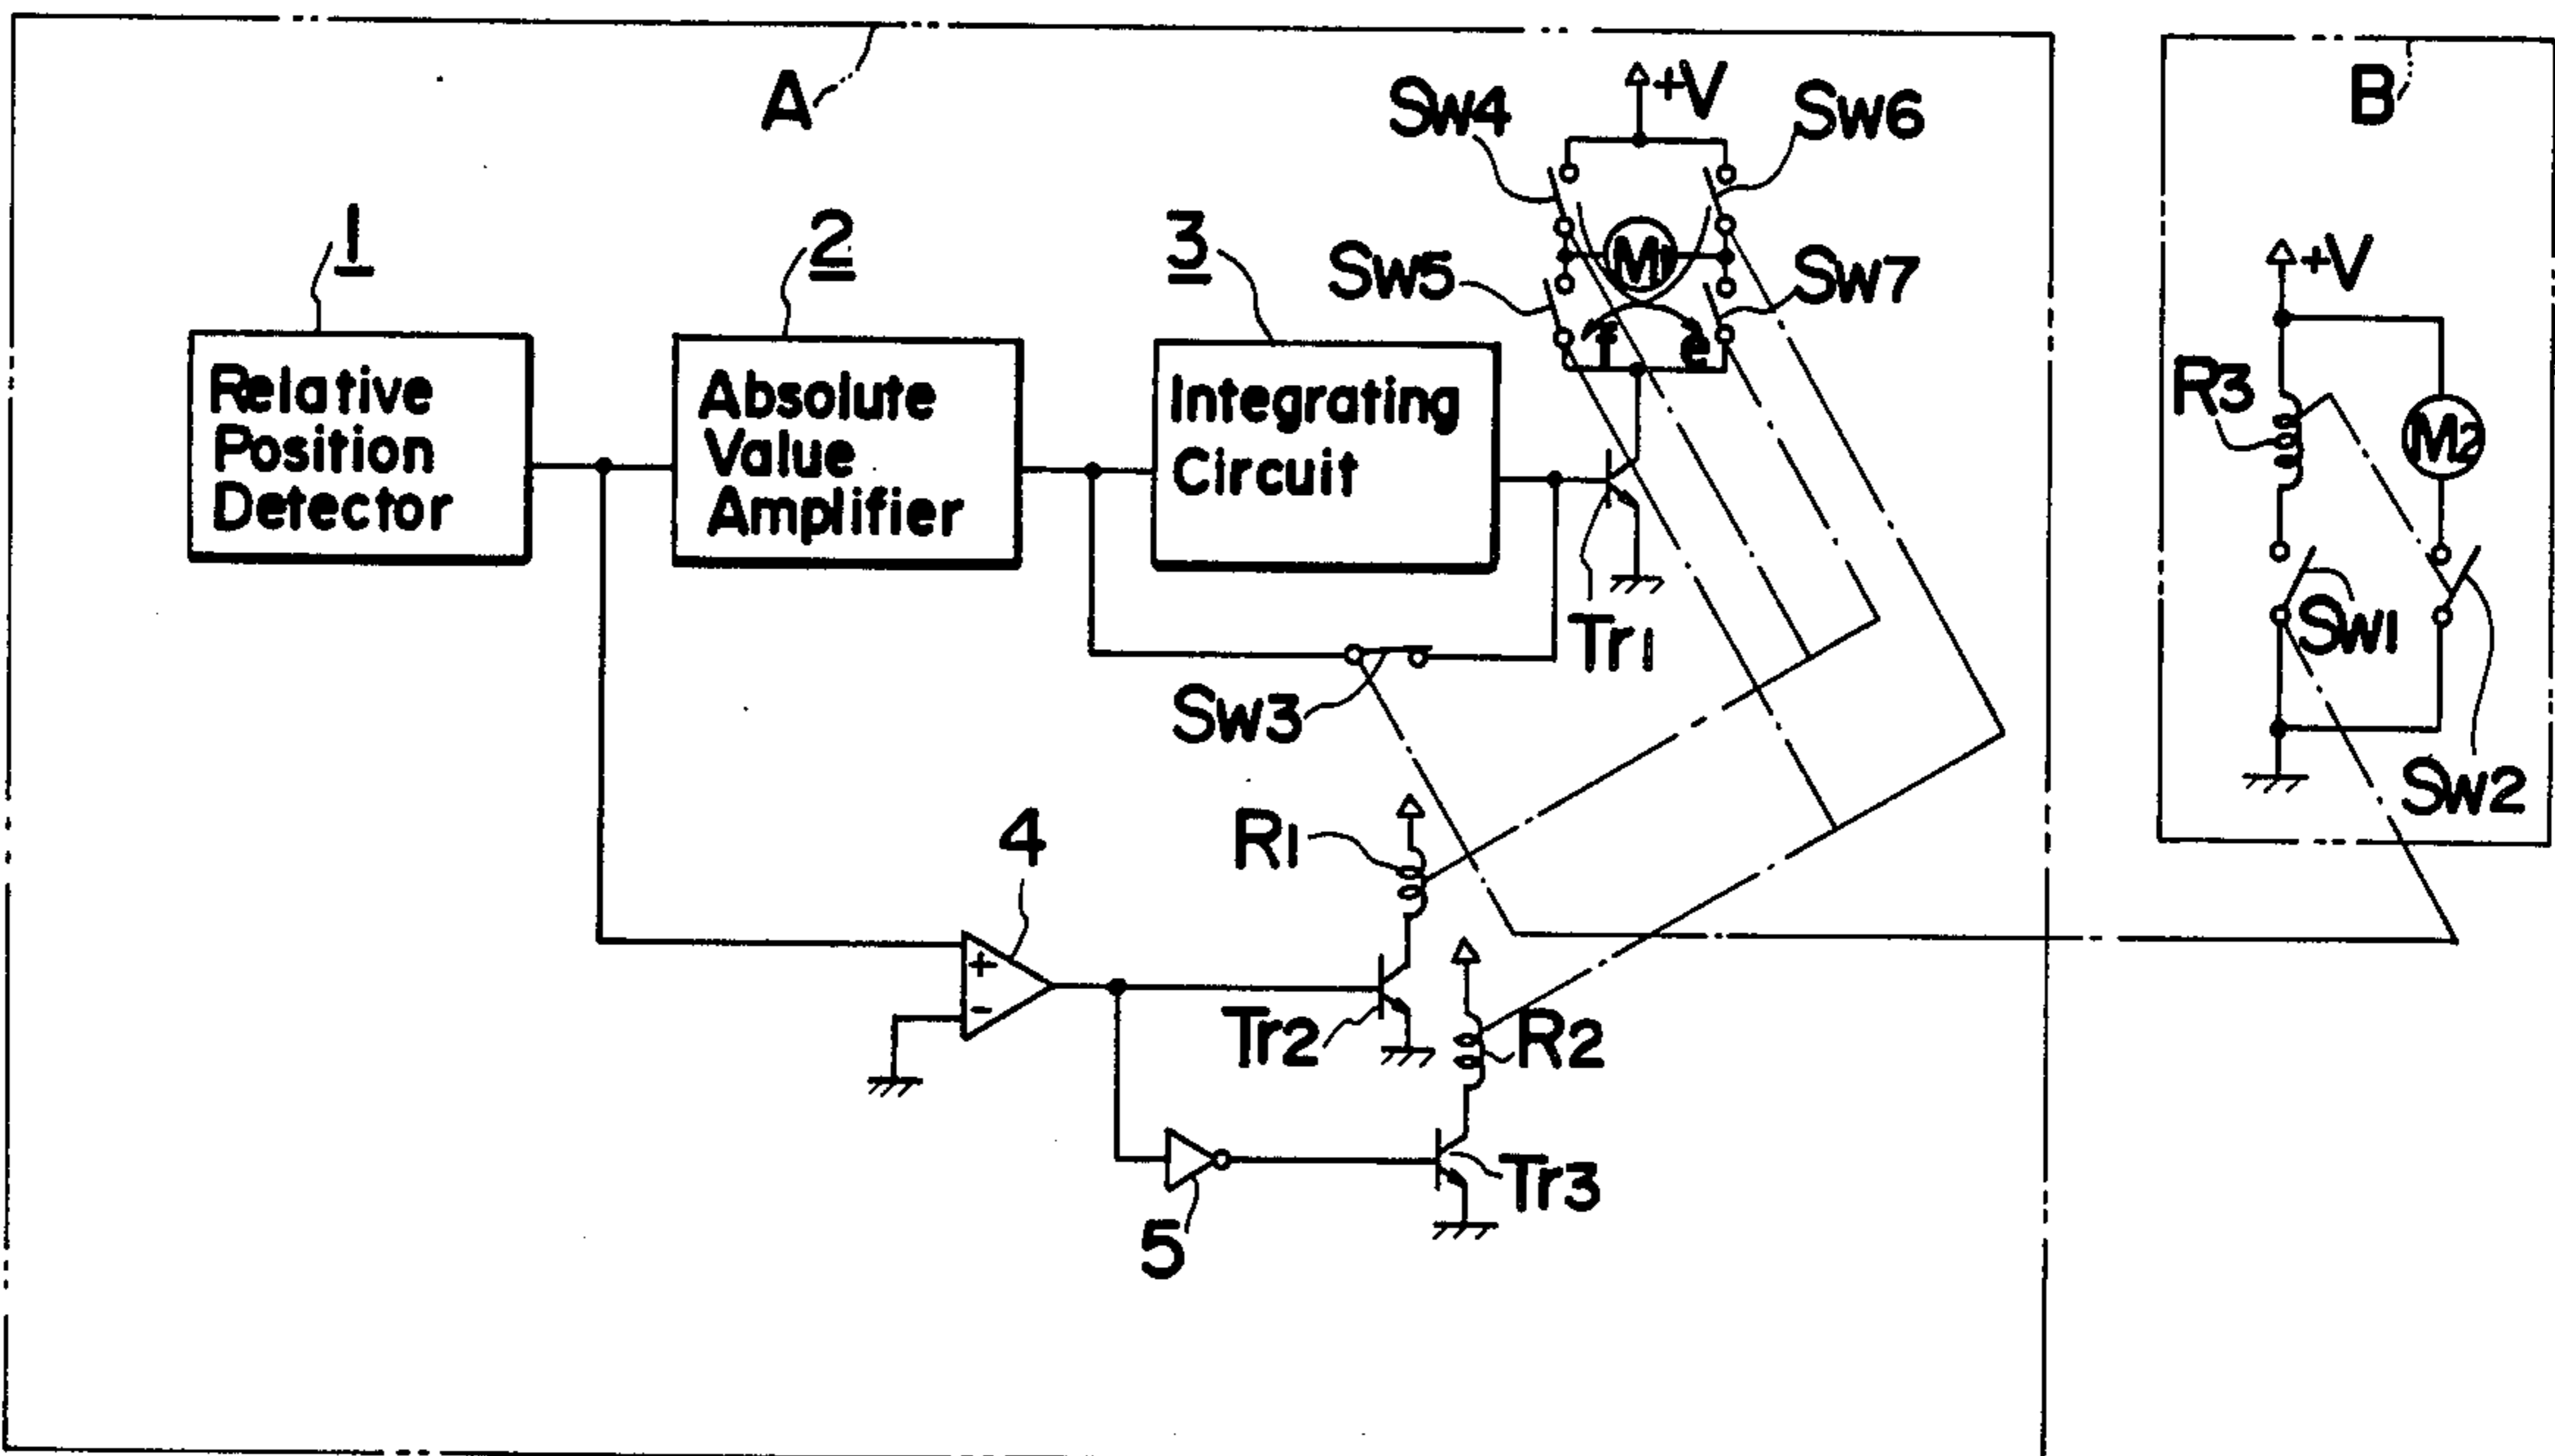 A
B
+V
SW4
SW6
1
2
3
SW5
M1
SW7
+V
r
e
Relative
Position
Detector
Absolute
Value
Amplifier
Integrating
Circuit
R3
M2
Tr1
SW1
SW3
SW2
4
R1
+
-
Tr2
R2
Tr3
5